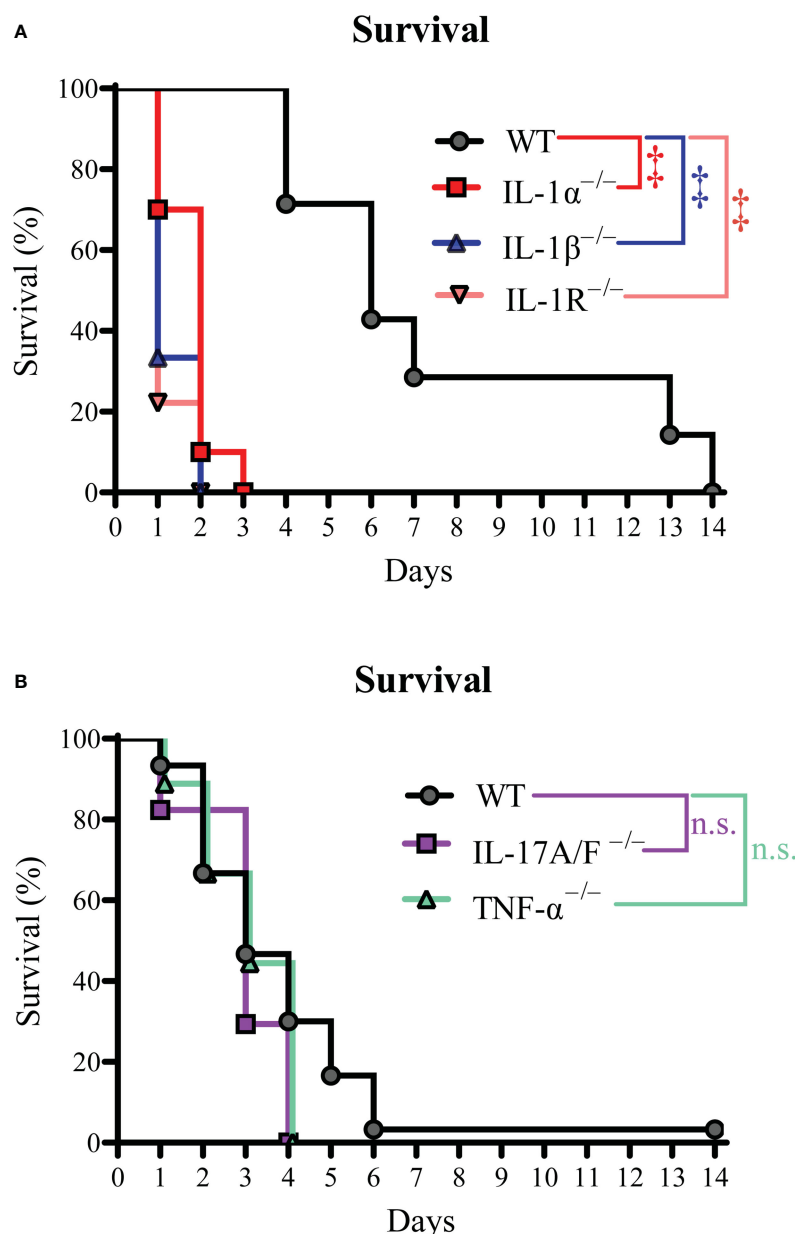 A
Survival
Survival (%)
100
80
60
40
20
0
0 1 2 3 4 5 6 7 8 9 10 11 12 13 14
Days
WT
IL-1α−/−
IL-1β−/−
IL-1R−/−
‡‡
‡‡
‡‡
B
Survival
Survival (%)
100
80
60
40
20
0
0 1 2 3 4 5 6 7 8 9 10 11 12 13 14
Days
WT
IL-17A/F −/−
TNF-α−/−
n.s.
n.s.